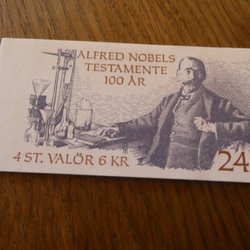 ALFRED NOBELS
TESTAMENTE
100 ÅR
4 ST. VALÖR 6 KR
24